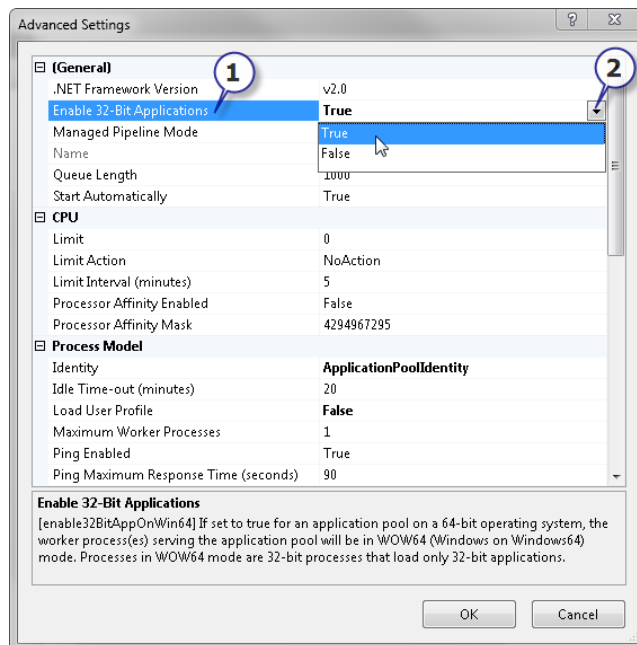 Advanced Settings
(General)
1
2
.NET Framework Version v2.0
Enable 32-Bit Applications True
Managed Pipeline Mode True
Name False
Queue Length 1000
Start Automatically True
CPU
Limit 0
Limit Action NoAction
Limit Interval (minutes) 5
Processor Affinity Enabled False
Processor Affinity Mask 4294967295
Process Model
Identity ApplicationPoolIdentity
Idle Time-out (minutes) 20
Load User Profile False
Maximum Worker Processes 1
Ping Enabled True
Ping Maximum Response Time (seconds) 90
Enable 32-Bit Applications
[enable32BitAppOnWin64] If set to true for an application pool on a 64-bit operating system, the
worker process(es) serving the application pool will be in WOW64 (Windows on Windows64)
mode. Processes in WOW64 mode are 32-bit processes that load only 32-bit applications.
OK Cancel